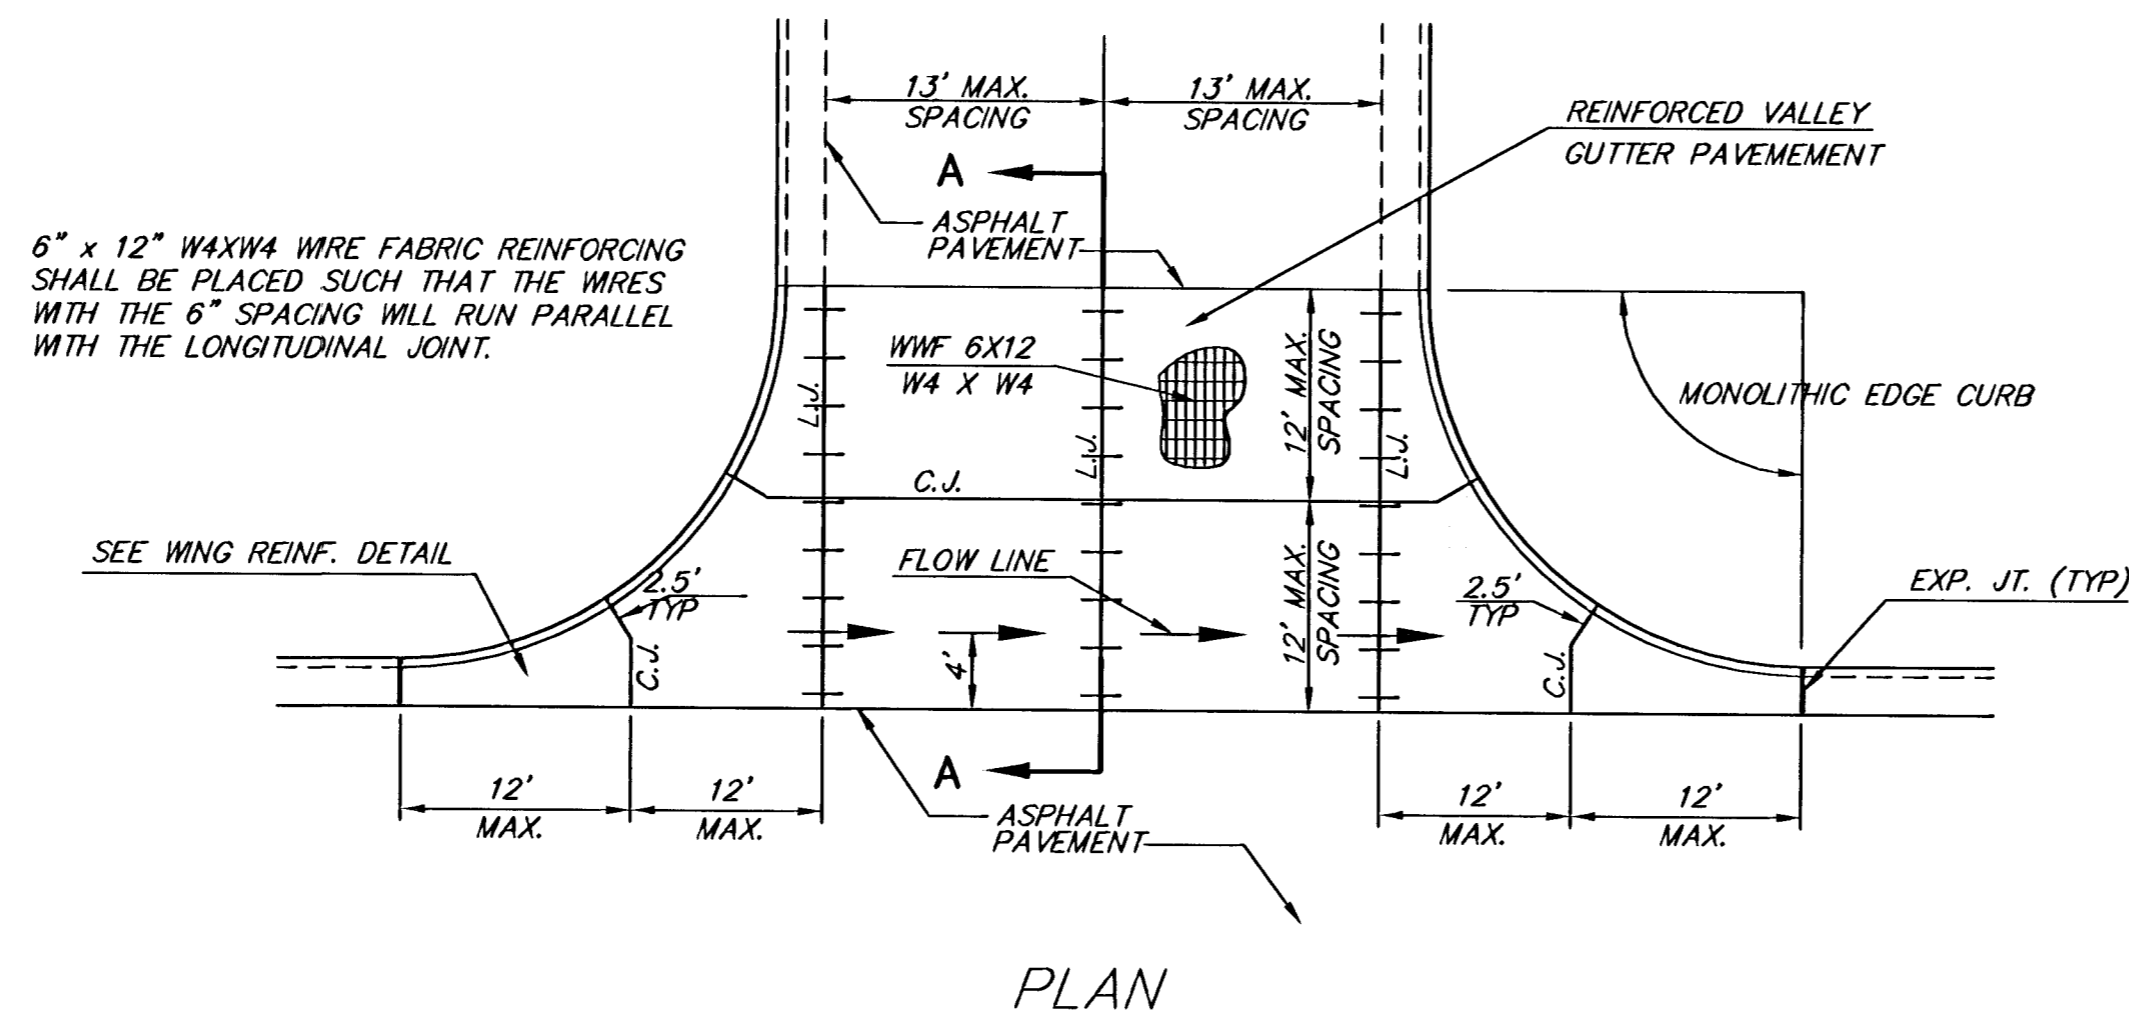 13' MAX.
SPACING
13' MAX.
SPACING
REINFORCED VALLEY
GUTTER PAVEMEMENT
A
ASPHALT
PAVEMENT
6" x 12" W4XW4 WIRE FABRIC REINFORCING
SHALL BE PLACED SUCH THAT THE WIRES
WITH THE 6" SPACING WILL RUN PARALLEL
WITH THE LONGITUDINAL JOINT.
WWF 6X12
W4 X W4
12' MAX.
SPACING
MONOLITHIC EDGE CURB
L.J.
L.J.
L.J.
C.J.
SEE WING REINF. DETAIL
2.5'
TYP
FLOW LINE
12' MAX.
SPACING
2.5'
TYP
EXP. JT. (TYP)
C.J.
4'
C.J.
A
12'
MAX.
12'
MAX.
ASPHALT
PAVEMENT
12'
MAX.
12'
MAX.
PLAN